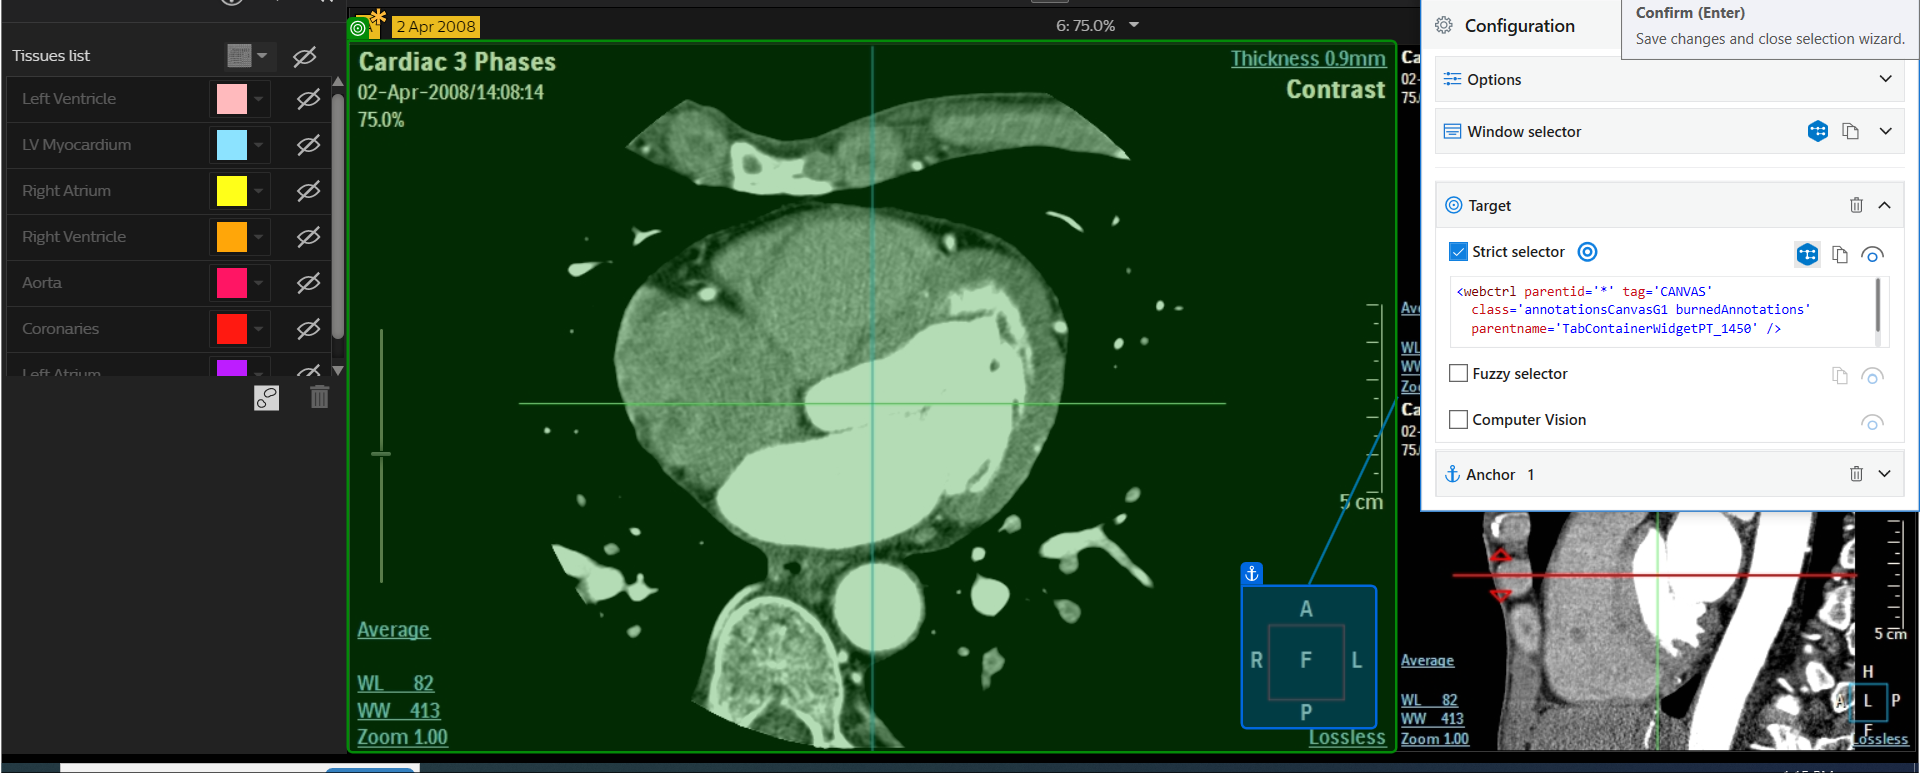 Tissues list
Left Ventricle
LV Myocardium
Right Atrium
Right Ventricle
Aorta
Coronaries
Left Atrium
2 Apr 2008
6: 75.0%
Cardiac 3 Phases
02-Apr-2008/14:08:14
75.0%
Thickness 0.9mm
Contrast
5 cm
Average
WL 82
WW 413
Zoom 1.00
A
R F L
P
Lossless
Ca
02-
75.
Av
WL
WW
Zoo
Ca
02-
75.
Configuration
Confirm (Enter)
Save changes and close selection wizard.
Options
Window selector
Target
Strict selector
<webctrl parentid='*' tag='CANVAS'
class='annotationsCanvasG1 burnedAnnotations'
parentname='TabContainerWidgetPT_1450' />
Fuzzy selector
Computer Vision
Anchor 1
5 cm
Average
WL 82
WW 413
Zoom 1.00
H
A L P
F
Lossless